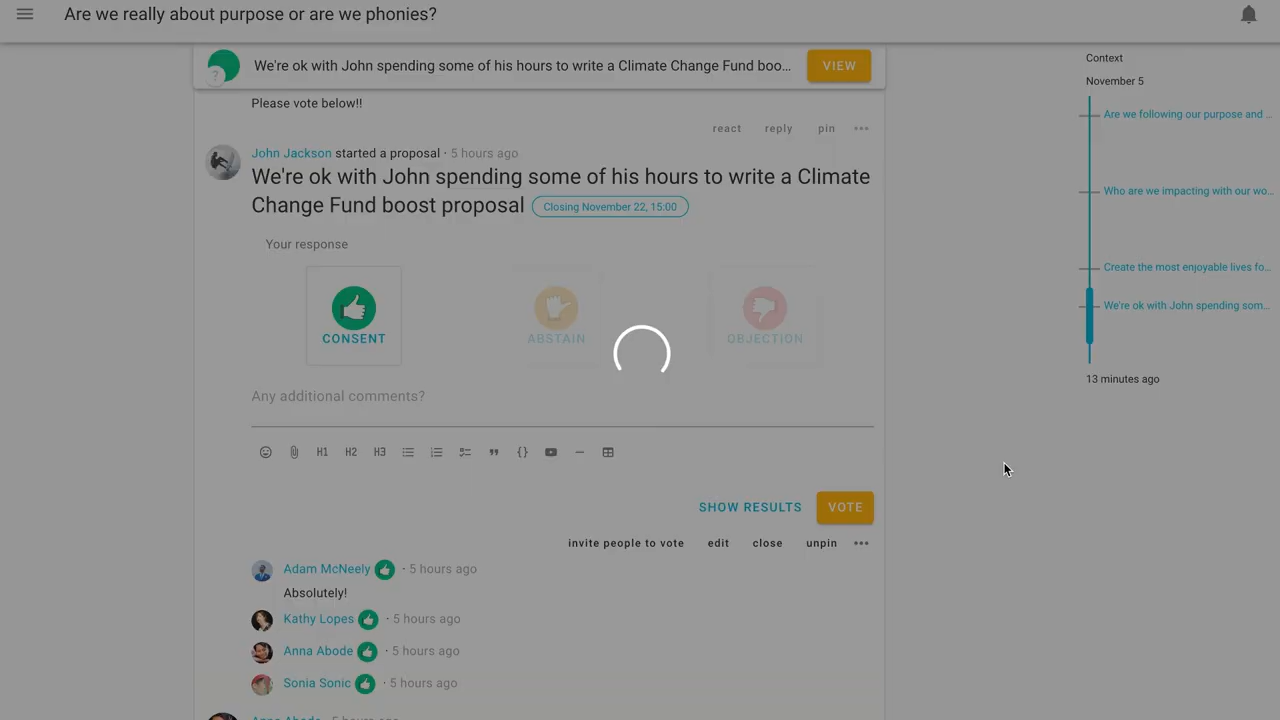 Are we really about purpose or are we phonies?
?
We're ok with John spending some of his hours to write a Climate Change Fund boo...
VIEW
Please vote below!!
react reply pin
John Jackson started a proposal · 5 hours ago
We're ok with John spending some of his hours to write a Climate
Change Fund boost proposal Closing November 22, 15:00
Your response
CONSENT
ABSTAIN
OBJECTION
Any additional comments?
H1 H2 H3
SHOW RESULTS
VOTE
invite people to vote edit close unpin
Adam McNeely · 5 hours ago
Absolutely!
Kathy Lopes · 5 hours ago
Anna Abode · 5 hours ago
Sonia Sonic · 5 hours ago
Anna Abode · 5 hours ago
Context
November 5
Are we following our purpose and ...
Who are we impacting with our wo...
Create the most enjoyable lives fo...
We're ok with John spending som...
13 minutes ago